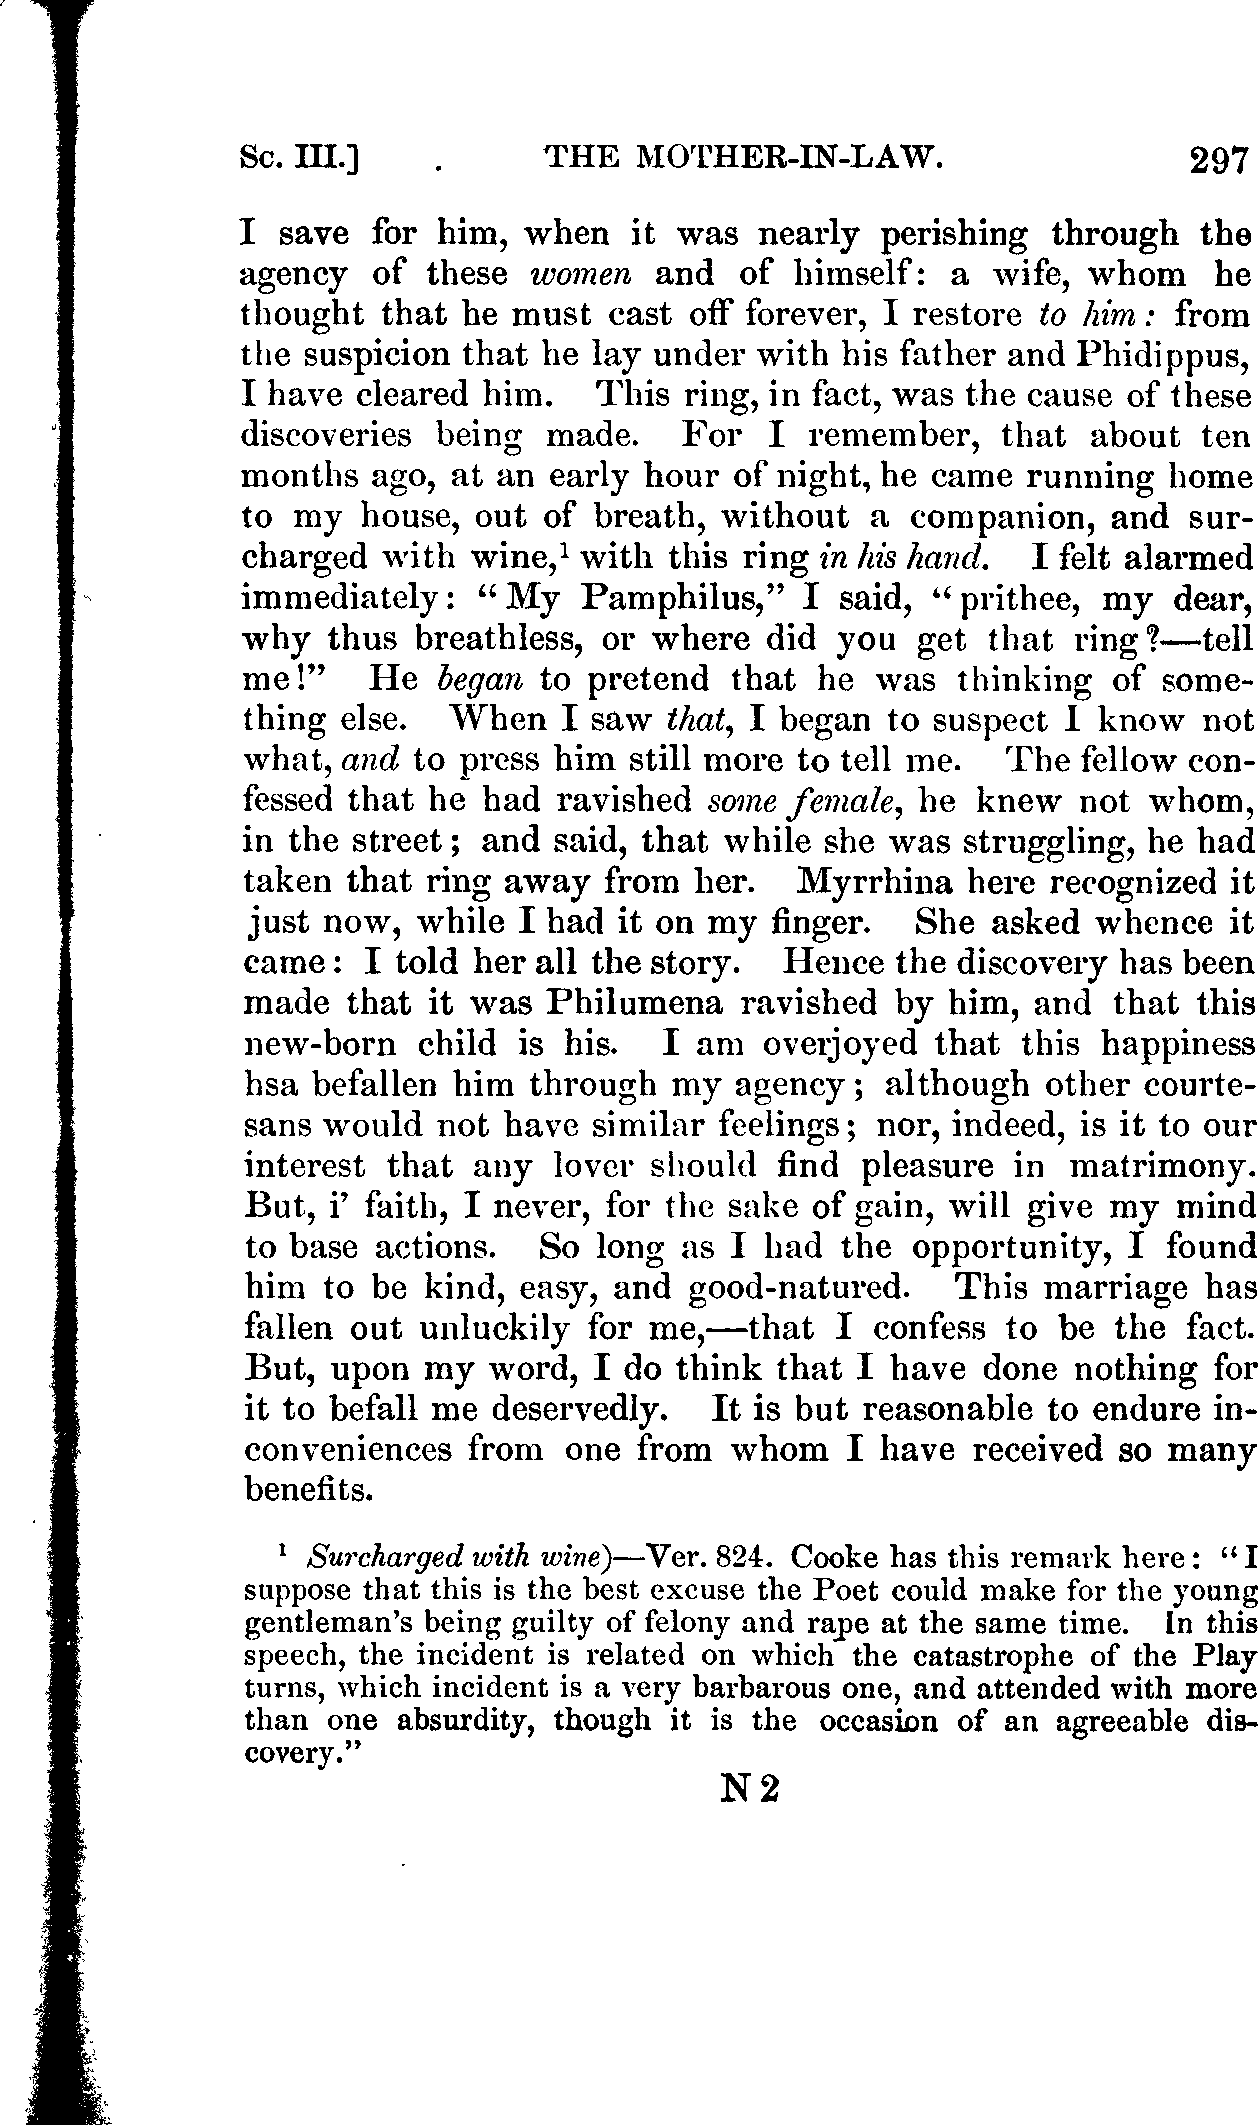 Sc. III.] . THE MOTHER-IN-LAW. 297
I save for him, when it was nearly perishing through the
agency of these women and of himself: a wife, whom he
thought that he must cast off forever, I restore to him: from
the suspicion that he lay under with his father and Phidippus,
I have cleared him. This ring, in fact, was the cause of these
discoveries being made. For I remember, that about ten
months ago, at an early hour of night, he came running home
to my house, out of breath, without a companion, and sur-
charged with wine,¹ with this ring in his hand. I felt alarmed
immediately: "My Pamphilus," I said, "prithee, my dear,
why thus breathless, or where did you get that ring?—tell
me!" He began to pretend that he was thinking of some-
thing else. When I saw that, I began to suspect I know not
what, and to press him still more to tell me. The fellow con-
fessed that he had ravished some female, he knew not whom,
in the street; and said, that while she was struggling, he had
taken that ring away from her. Myrrhina here recognized it
just now, while I had it on my finger. She asked whence it
came: I told her all the story. Hence the discovery has been
made that it was Philumena ravished by him, and that this
new-born child is his. I am overjoyed that this happiness
hsa befallen him through my agency; although other courte-
sans would not have similar feelings; nor, indeed, is it to our
interest that any lover should find pleasure in matrimony.
But, i' faith, I never, for the sake of gain, will give my mind
to base actions. So long as I had the opportunity, I found
him to be kind, easy, and good-natured. This marriage has
fallen out unluckily for me,—that I confess to be the fact.
But, upon my word, I do think that I have done nothing for
it to befall me deservedly. It is but reasonable to endure in-
conveniences from one from whom I have received so many
benefits.
¹ Surcharged with wine)—Ver. 824. Cooke has this remark here: "I
suppose that this is the best excuse the Poet could make for the young
gentleman's being guilty of felony and rape at the same time. In this
speech, the incident is related on which the catastrophe of the Play
turns, which incident is a very barbarous one, and attended with more
than one absurdity, though it is the occasion of an agreeable dis-
covery."
N 2